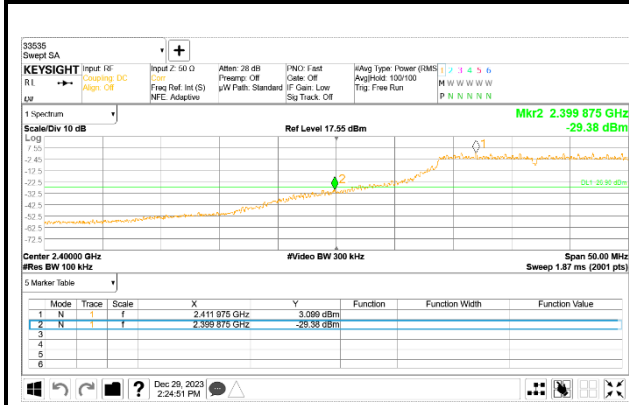 33535
Swept SA
KEYSIGHT Input: RF Input Z: 50 Ω Atten: 28 dB PNO: Fast #Avg Type: Power (RMS 1 2 3 4 5 6
R L Coupling: DC Corr Preamp: Off Gate: Off Avg|Hold: 100/100 M W W W W W
Align: Off Freq Ref: Int (S) µW Path: Standard IF Gain: Low Trig: Free Run
NFE: Adaptive Sig Track: Off P N N N N N
1 Spectrum
Mkr2 2.399 875 GHz
Scale/Div 10 dB Ref Level 17.55 dBm -29.38 dBm
Log
7.55
-2.45
-12.5
-22.5
-32.5
-42.5
-52.5
-62.5
-72.5
1
2
Center 2.40000 GHz #Video BW 300 kHz Span 50.00 MHz
#Res BW 100 kHz Sweep 1.87 ms (2001 pts)
5 Marker Table
Mode Trace Scale X Y Function Function Width Function Value
1 N 1 f 2.411 975 GHz 3.099 dBm
2 N 1 f 2.399 875 GHz -29.38 dBm
3
4
5
6
? Dec 29, 2023
2:24:51 PM